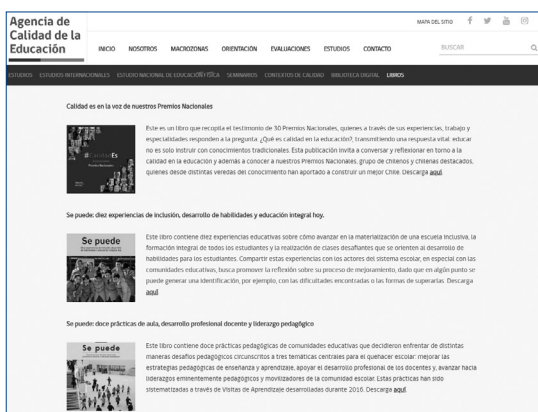 Agencia de
Calidad de la
Educación
MAPA DEL SITIO
INICIO NOSOTROS MACROZONAS ORIENTACIÓN EVALUACIONES ESTUDIOS CONTACTO
BUSCAR
ESTUDIOS ESTUDIOS INTERNACIONALES ESTUDIO NACIONAL DE EDUCACIÓN FÍSICA SEMINARIOS CONTEXTOS DE CALIDAD BIBLIOTECA DIGITAL LIBROS
Calidad es en la voz de nuestros Premios Nacionales
#CalidadEs
Este es un libro que recopila el testimonio de 30 Premios Nacionales, quienes a través de sus experiencias, trabajo y
especialidades responden a la pregunta: ¿Qué es calidad en la educación?, transmitiendo una respuesta vital: educar
no es solo instruir con conocimientos tradicionales. Esta publicación invita a conversar y reflexionar en torno a la
calidad en la educación y además a conocer a nuestros Premios Nacionales, grupo de chilenos y chilenas destacados,
quienes desde distintas veredas del conocimiento han aportado a construir un mejor Chile. Descarga aquí.
Se puede: diez experiencias de inclusión, desarrollo de habilidades y educación integral hoy.
Se puede
Este libro contiene diez experiencias educativas sobre cómo avanzar en la materialización de una escuela inclusiva, la
formación integral de todos los estudiantes y la realización de clases desafiantes que se orienten al desarrollo de
habilidades para los estudiantes. Compartir estas experiencias con los actores del sistema escolar, en especial con las
comunidades educativas, busca promover la reflexión sobre su proceso de mejoramiento, dado que en algún punto se
puede generar una identificación, por ejemplo, con las dificultades encontradas o las formas de superarlas. Descarga
aquí.
Se puede: doce prácticas de aula, desarrollo profesional docente y liderazgo pedagógico
Se puede
Este libro contiene doce prácticas pedagógicas de comunidades educativas que decidieron enfrentar de distintas
maneras desafíos pedagógicos circunscritos a tres temáticas centrales para el quehacer escolar: mejorar las
estrategias pedagógicas de enseñanza y aprendizaje, apoyar el desarrollo profesional de los docentes y, avanzar hacia
liderazgos eminentemente pedagógicos y movilizadores de la comunidad escolar. Estas prácticas han sido
sistematizadas a través de Visitas de Aprendizaje desarrolladas durante 2016. Descarga aquí.